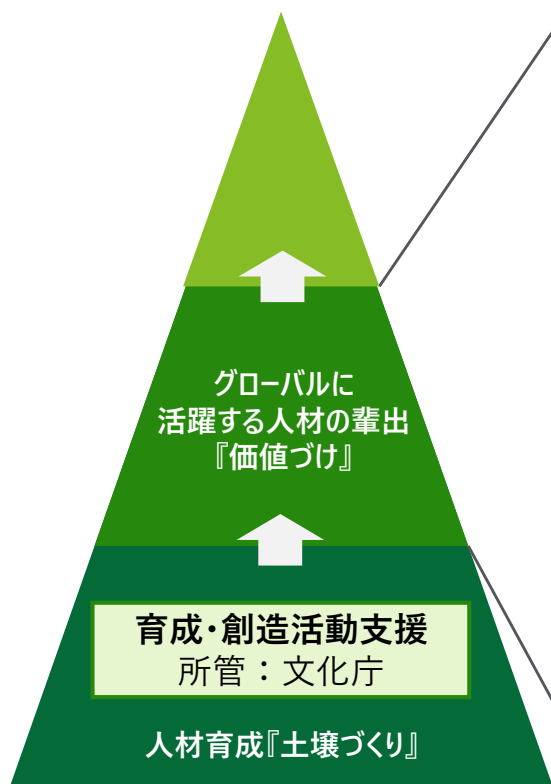 グローバルに
活躍する人材の輩出
『価値づけ』
育成・創造活動支援
所管：文化庁
人材育成『土壌づくり』